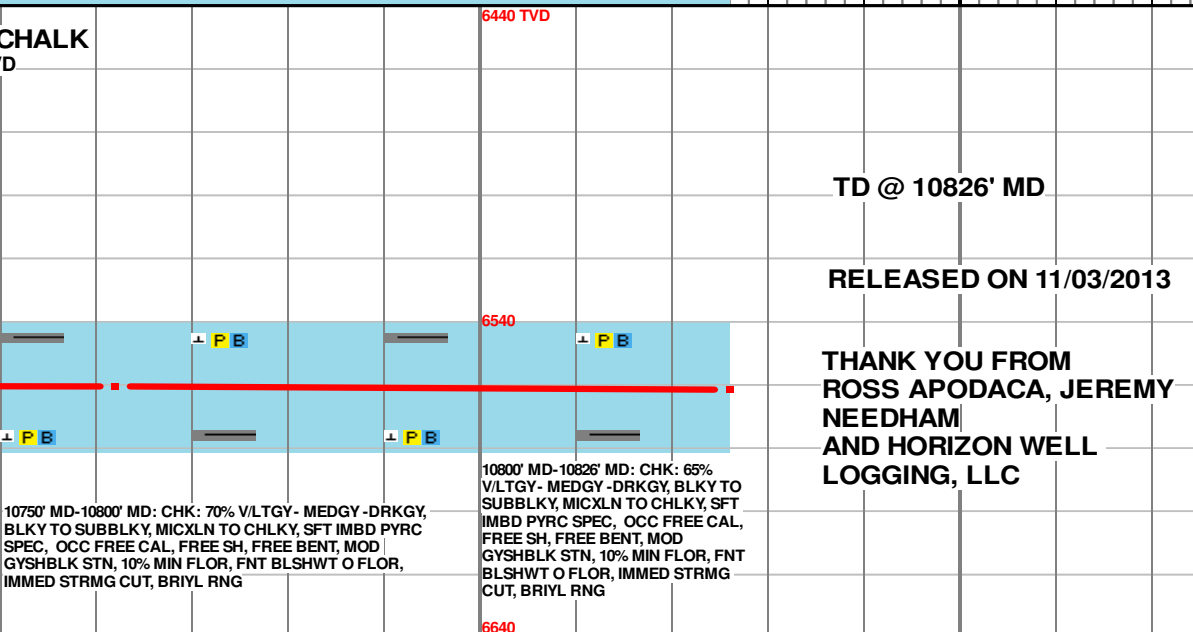 6440 TVD
CHALK
VD
TD @ 10826' MD
RELEASED ON 11/03/2013
6540
P B
P B
THANK YOU FROM
ROSS APODACA, JEREMY
NEEDHAM
AND HORIZON WELL
LOGGING, LLC
P B
P B
10750' MD-10800' MD: CHK: 70% V/LTGY- MEDGY -DRKGY,
BLKY TO SUBBLKY, MICXLN TO CHLKY, SFT IMBD PYRC
SPEC, OCC FREE CAL, FREE SH, FREE BENT, MOD
GYSHBLK STN, 10% MIN FLOR, FNT BLSHWT O FLOR,
IMMED STRMG CUT, BRIYL RNG
10800' MD-10826' MD: CHK: 65%
V/LTGY- MEDGY -DRKGY, BLKY TO
SUBBLKY, MICXLN TO CHLKY, SFT
IMBD PYRC SPEC, OCC FREE CAL,
FREE SH, FREE BENT, MOD
GYSHBLK STN, 10% MIN FLOR, FNT
BLSHWT O FLOR, IMMED STRMG
CUT, BRIYL RNG
6640